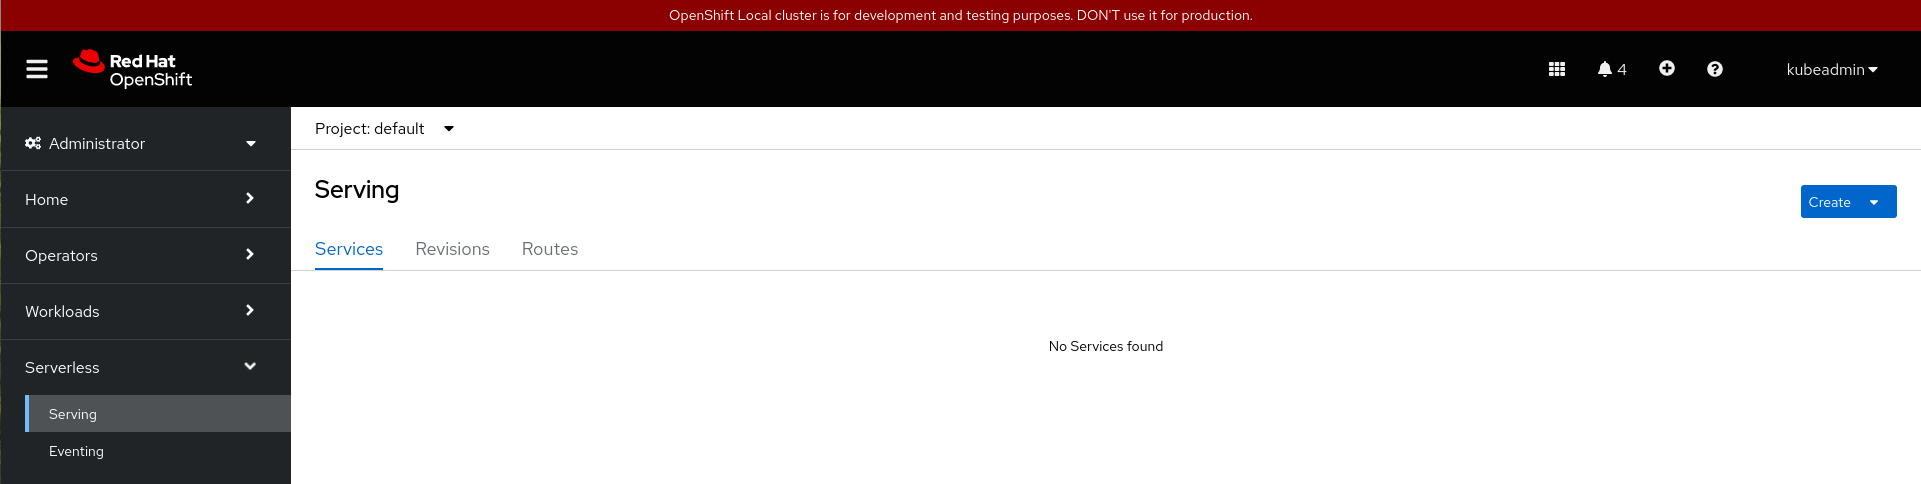 OpenShift Local cluster is for development and testing purposes. DON'T use it for production.
Red Hat
OpenShift
4
kubeadmin
Administrator
Home
Operators
Workloads
Serverless
Serving
Eventing
Project: default
Serving
Create
Services Revisions Routes
No Services found